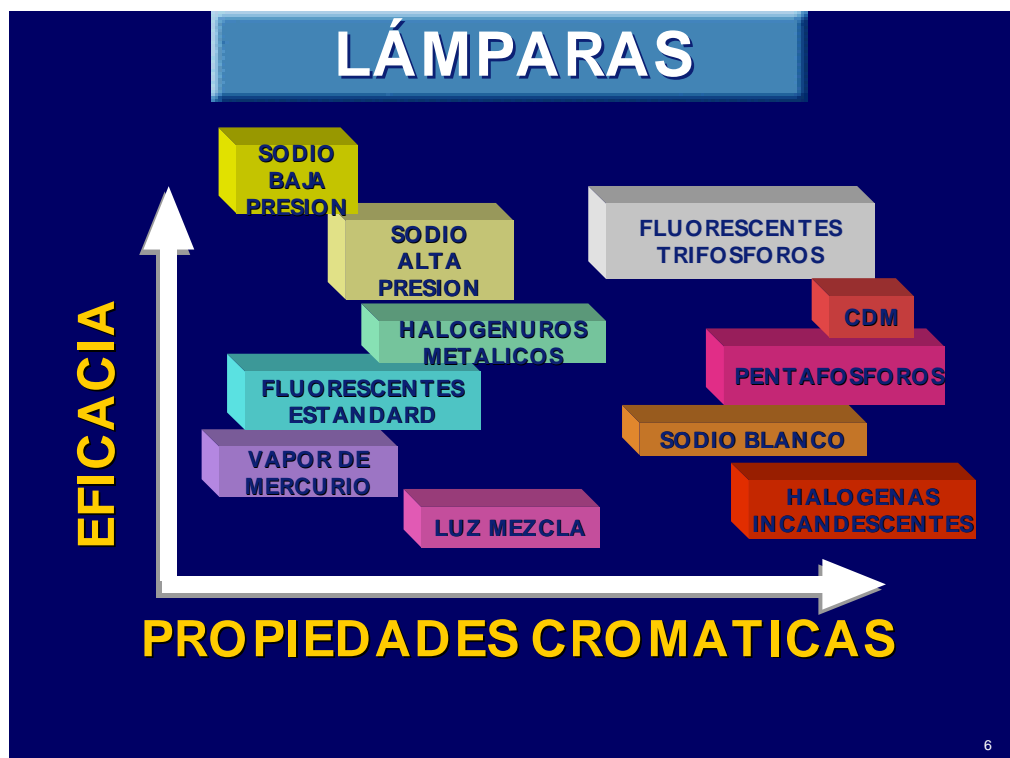 LÁMPARAS
SODIO
BAJA
PRESION
SODIO
ALTA
PRESION
FLUORESCENTES
TRIFOSFOROS
CDM
HALOGENUROS
METALICOS
PENTAFOSFOROS
FLUORESCENTES
ESTANDARD
SODIO BLANCO
VAPOR DE
MERCURIO
HALOGENAS
INCANDESCENTES
LUZ MEZCLA
EFICACIA
PROPIEDADES CROMATICAS
6